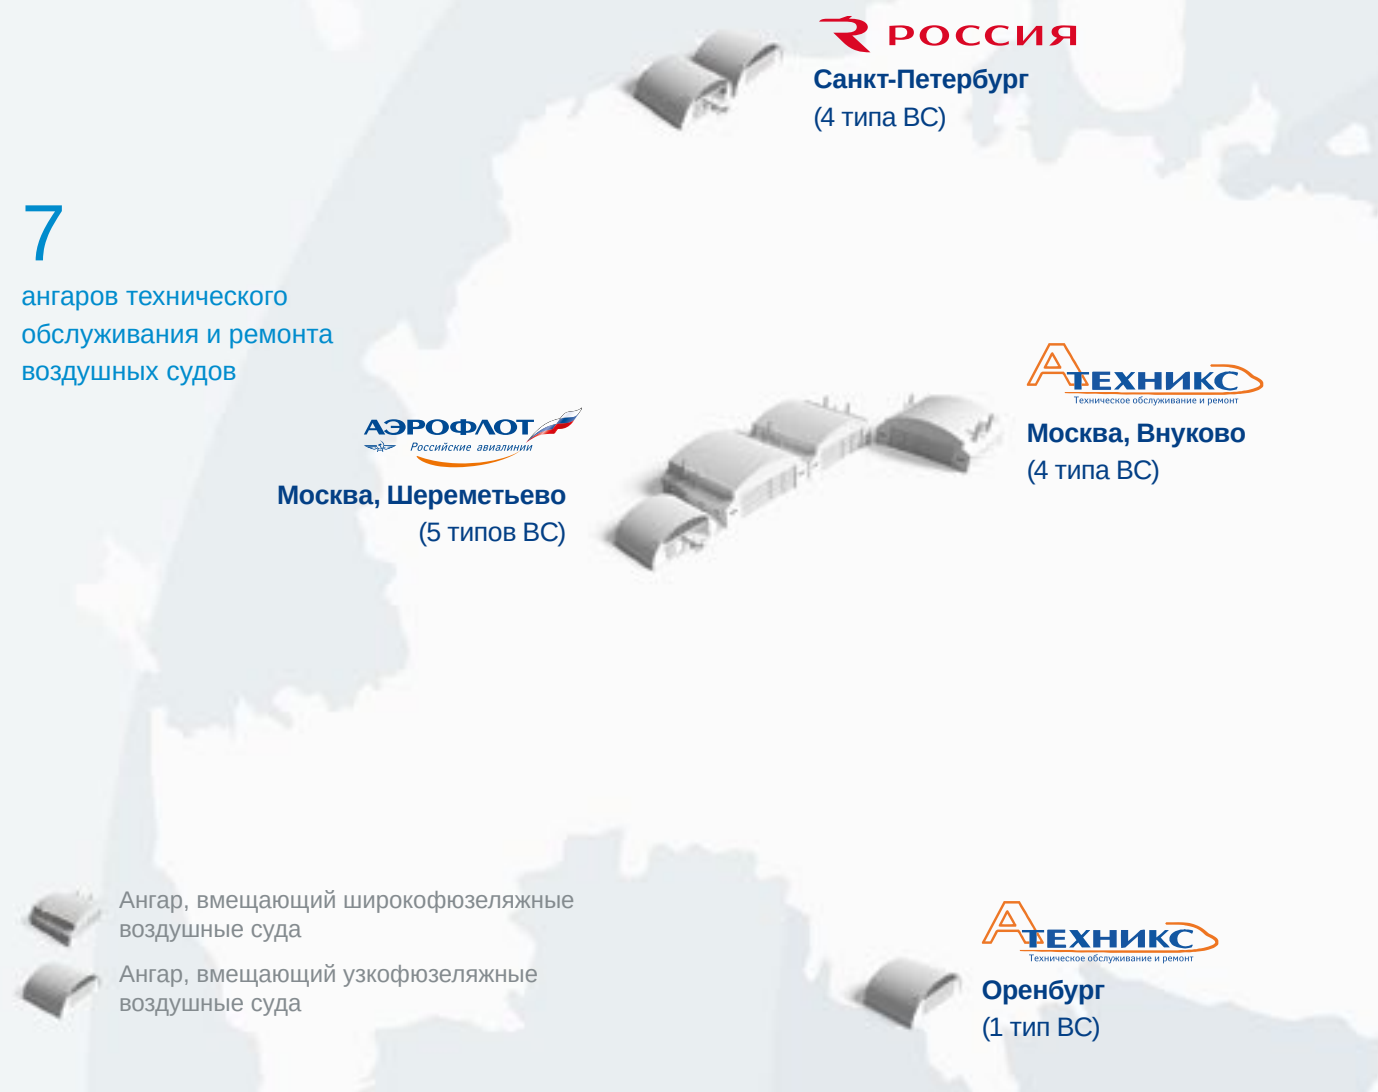 РОССИЯ
Санкт-Петербург
(4 типа ВС)
7
ангаров технического
обслуживания и ремонта
воздушных судов
АТЕХНИКС
Техническое обслуживание и ремонт
Москва, Внуково
(4 типа ВС)
АЭРОФЛОТ
Российские авиалинии
Москва, Шереметьево
(5 типов ВС)
Ангар, вмещающий широкофюзеляжные
воздушные суда
Ангар, вмещающий узкофюзеляжные
воздушные суда
АТЕХНИКС
Техническое обслуживание и ремонт
Оренбург
(1 тип ВС)